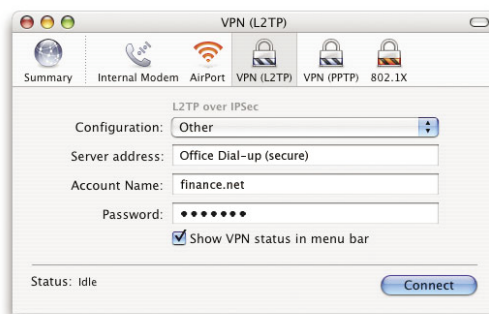 VPN (L2TP)
Summary Internal Modem AirPort VPN (L2TP) VPN (PPTP) 802.1X
L2TP over IPSec
Configuration: Other
Server address: Office Dial-up (secure)
Account Name: finance.net
Password: •••••••
Show VPN status in menu bar
Status: Idle
Connect